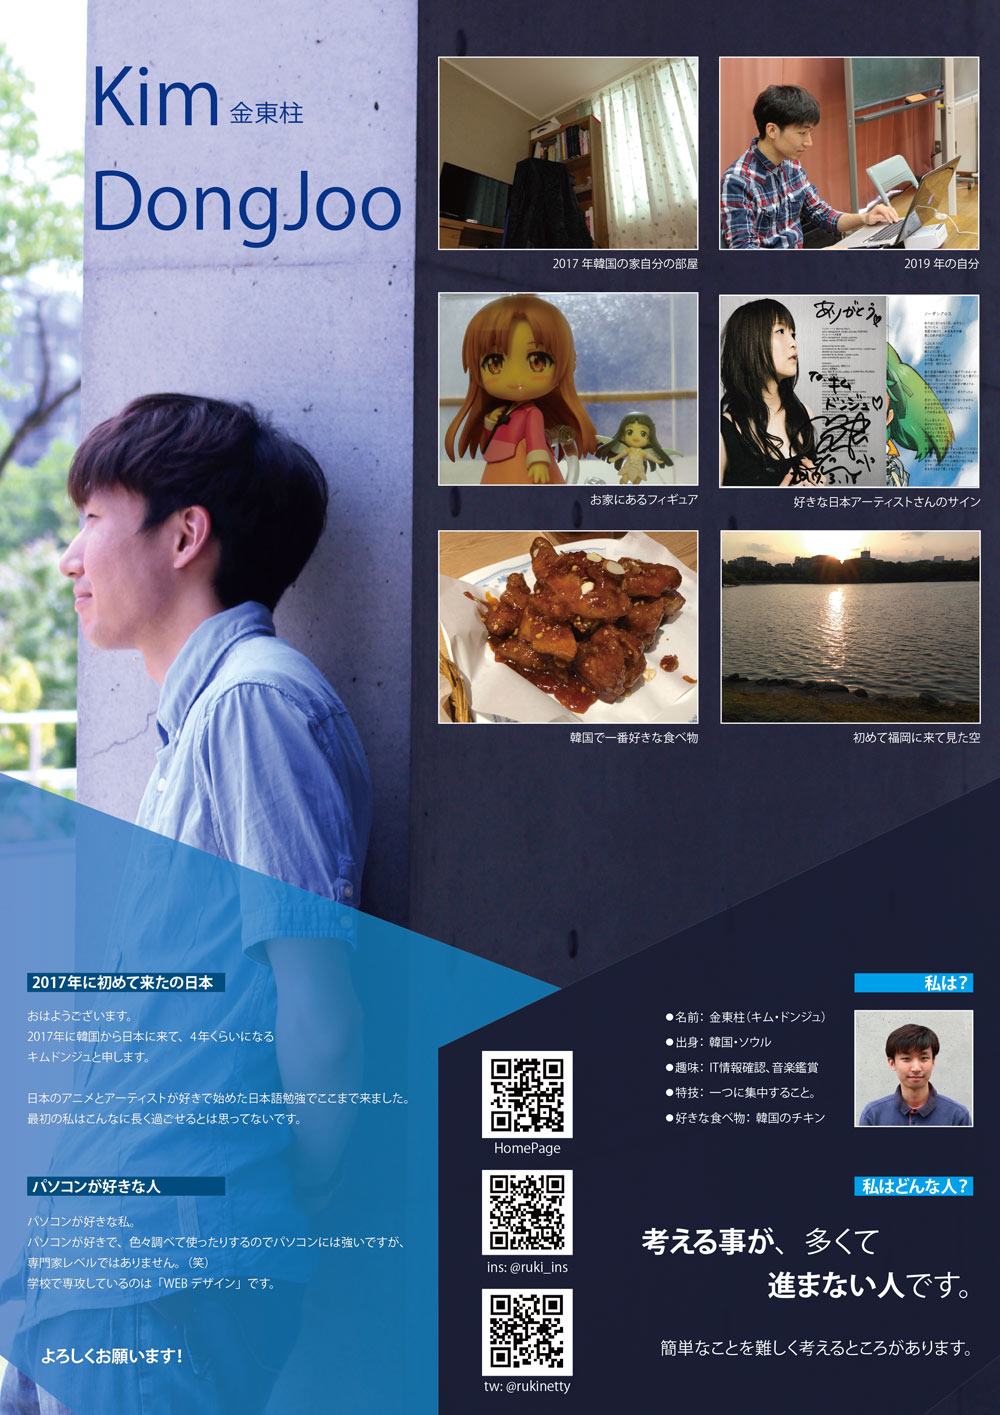 Kim 金東柱
DongJoo
2017 年韓国の家自分の部屋
2019 年の自分
ありがとう
キム
ドンジュ
お家にあるフィギュア
好きな日本アーティストさんのサイン
韓国で一番好きな食べ物
初めて福岡に来て見た空
2017年に初めて来たの日本
おはようございます。
2017年に韓国から日本に来て、4年くらいになる
キムドンジュと申します。
日本のアニメとアーティストが好きで始めた日本語勉強でここまで来ました。
最初の私はこんなに長く過ごせるとは思ってないです。
パソコンが好きな人
パソコンが好きな私。
パソコンが好きで、色々調べて使ったりするのでパソコンには強いですが、
専門家レベルではありません。(笑)
学校で専攻しているのは「WEB デザイン」です。
よろしくお願います!
HomePage
ins: @ruki_ins
tw: @rukinetty
私は?
●名前: 金東柱(キム・ドンジュ)
●出身: 韓国・ソウル
●趣味: IT情報確認、音楽鑑賞
●特技: 一つに集中すること。
●好きな食べ物: 韓国のチキン
私はどんな人?
考える事が、多くて
進まない人です。
簡単なことを難しく考えるところがあります。